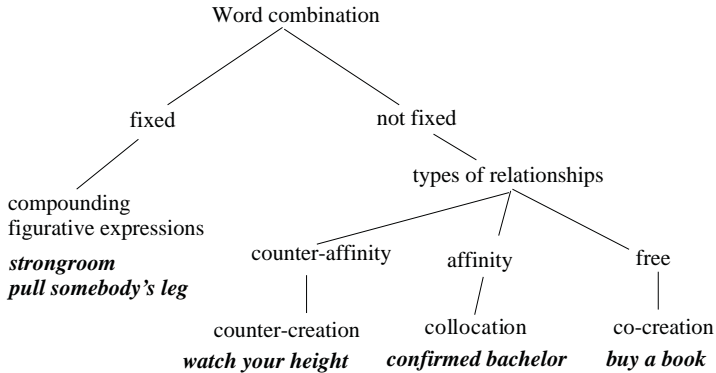 Word combination
fixed
not fixed
types of relationships
compounding
figurative expressions
strongroom
pull somebody's leg
counter-affinity
affinity
free
counter-creation
collocation
co-creation
watch your height
confirmed bachelor
buy a book